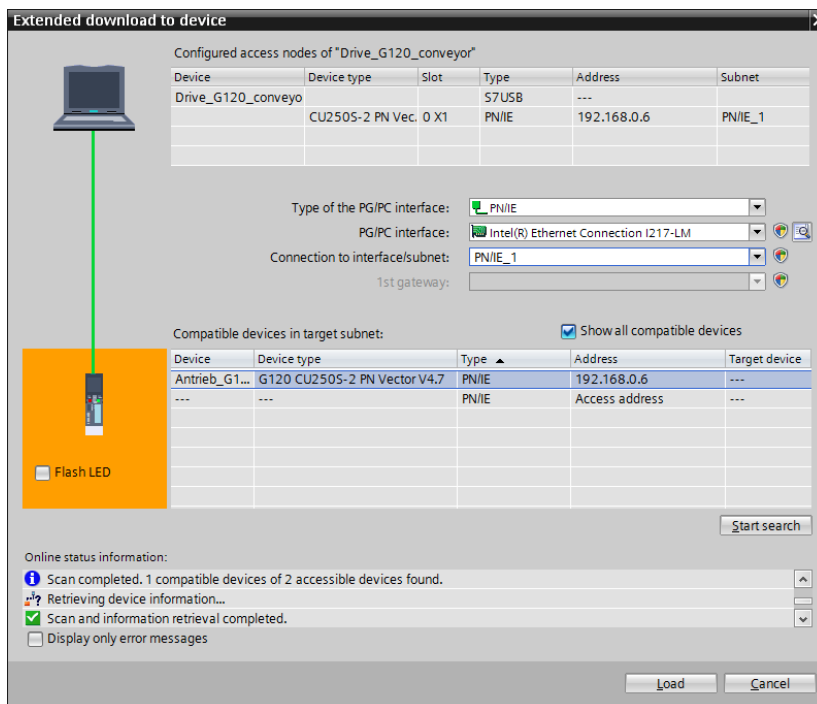 Extended download to device
Configured access nodes of "Drive_G120_conveyor"
Device Device type Slot Type Address Subnet
Drive_G120_conveyo S7USB ---
CU250S-2 PN Vec. 0 X1 PN/IE 192.168.0.6 PN/IE_1
Type of the PG/PC interface: PN/IE
PG/PC interface: Intel(R) Ethernet Connection I217-LM
Connection to interface/subnet: PN/IE_1
1st gateway:
Compatible devices in target subnet: Show all compatible devices
Device Device type Type Address Target device
Antrieb_G1... G120 CU250S-2 PN Vector V4.7 PN/IE 192.168.0.6 ---
--- --- PN/IE Access address ---
Flash LED
Start search
Online status information:
Scan completed. 1 compatible devices of 2 accessible devices found.
Retrieving device information...
Scan and information retrieval completed.
Display only error messages
Load Cancel